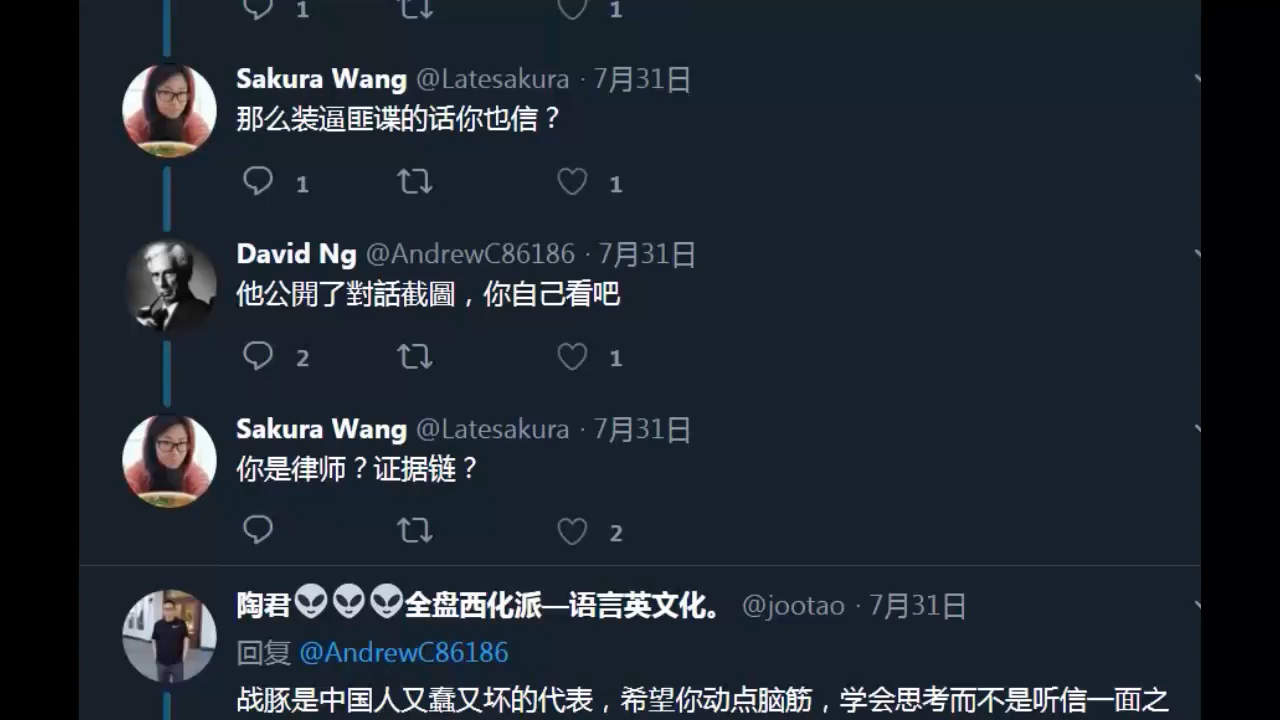 1 1
Sakura Wang @Latesakura · 7月31日
那么装逼匪谍的话你也信？
1 1
David Ng @AndrewC86186 · 7月31日
他公開了對話截圖，你自己看吧
2 1
Sakura Wang @Latesakura · 7月31日
你是律师？证据链？
2
陶君👽👽👽全盘西化派—语言英文化。 @jootao · 7月31日
回复 @AndrewC86186
战豚是中国人又蠢又坏的代表，希望你动点脑筋，学会思考而不是听信一面之